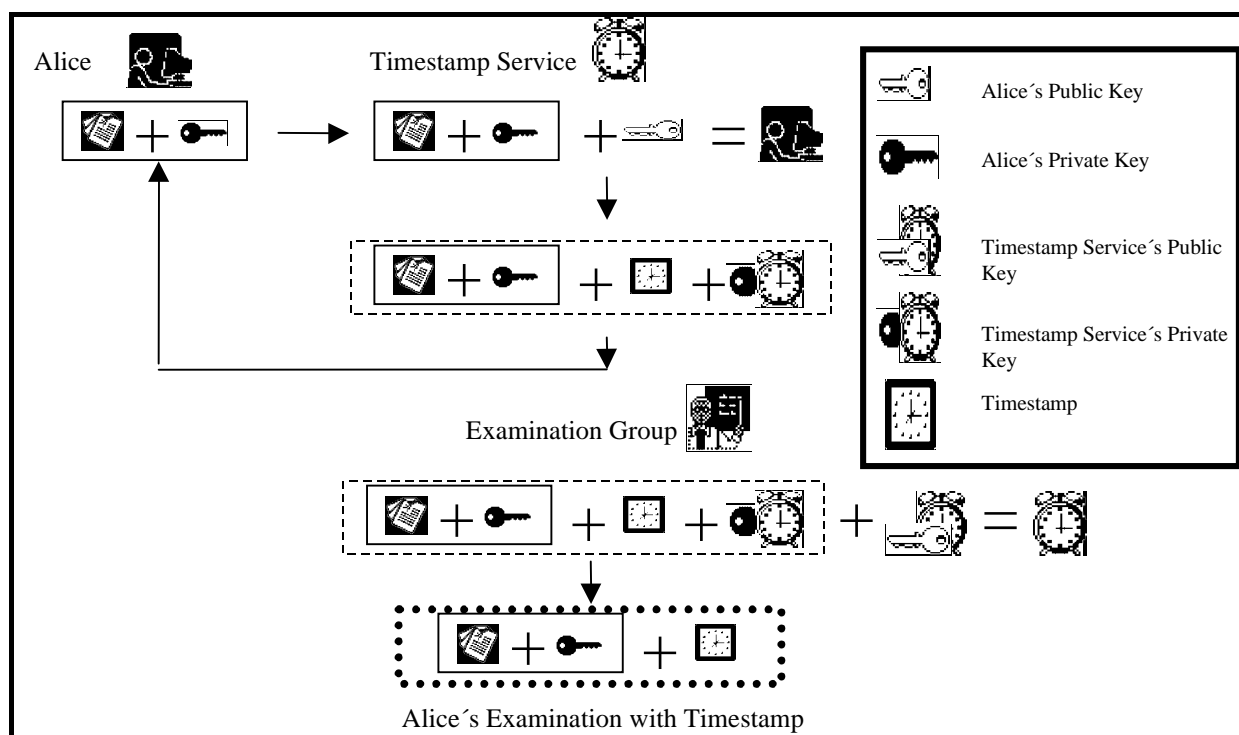 Alice
Timestamp Service
Alice´s Public Key
Alice´s Private Key
Timestamp Service´s Public
Key
Timestamp Service´s Private
Key
Timestamp
Examination Group
Alice´s Examination with Timestamp